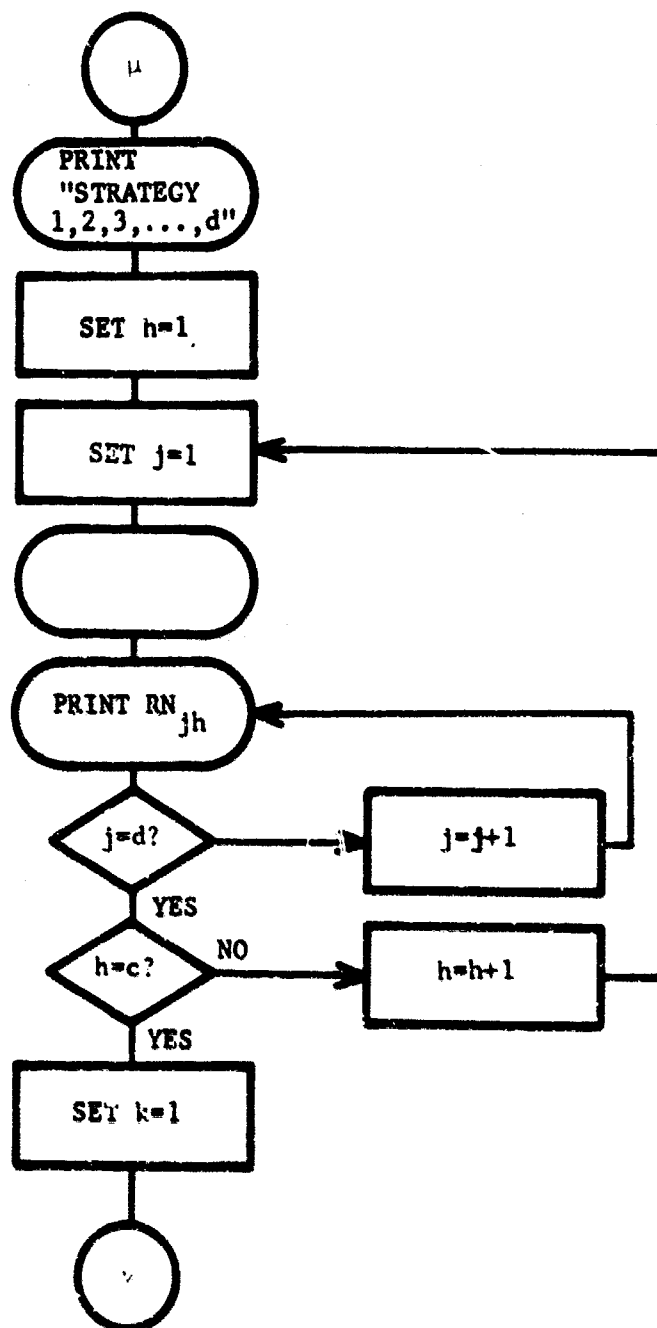 μ
PRINT
"STRATEGY
1,2,3,...,d"
SET h=1
SET j=1
PRINT RN jh
j=d?
j=j+1
YES
h=c?
NO
h=h+1
YES
SET k=1
ν